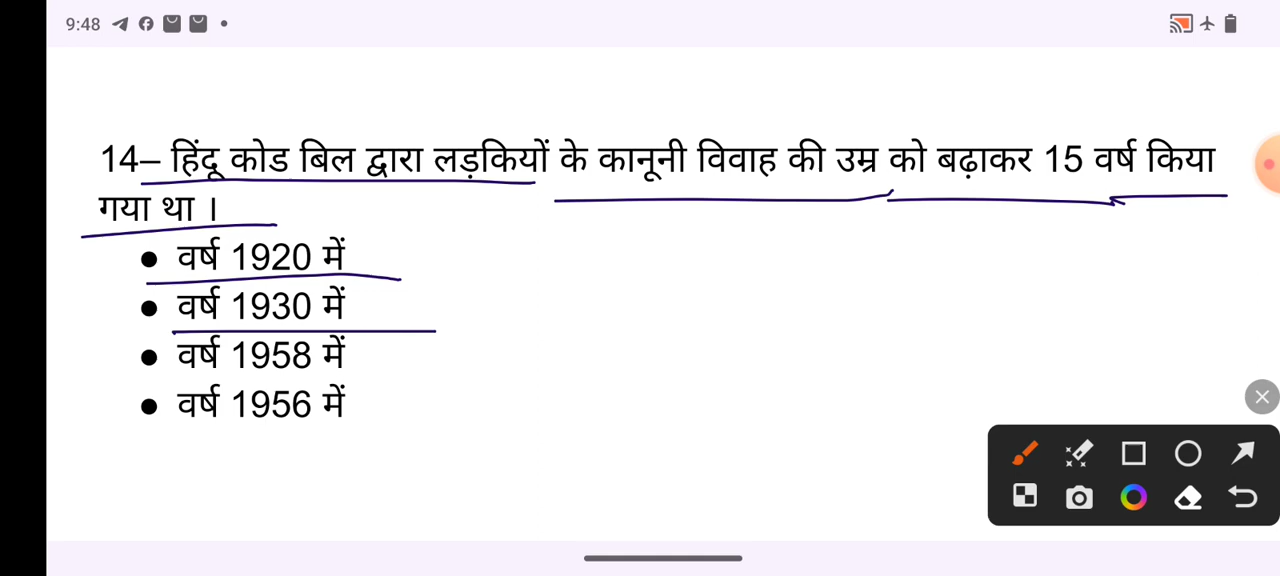 9:48
14– हिंदू कोड बिल द्वारा लड़कियों के कानूनी विवाह की उम्र को बढ़ाकर 15 वर्ष किया
गया था ।
● वर्ष 1920 में
● वर्ष 1930 में
● वर्ष 1958 में
● वर्ष 1956 में